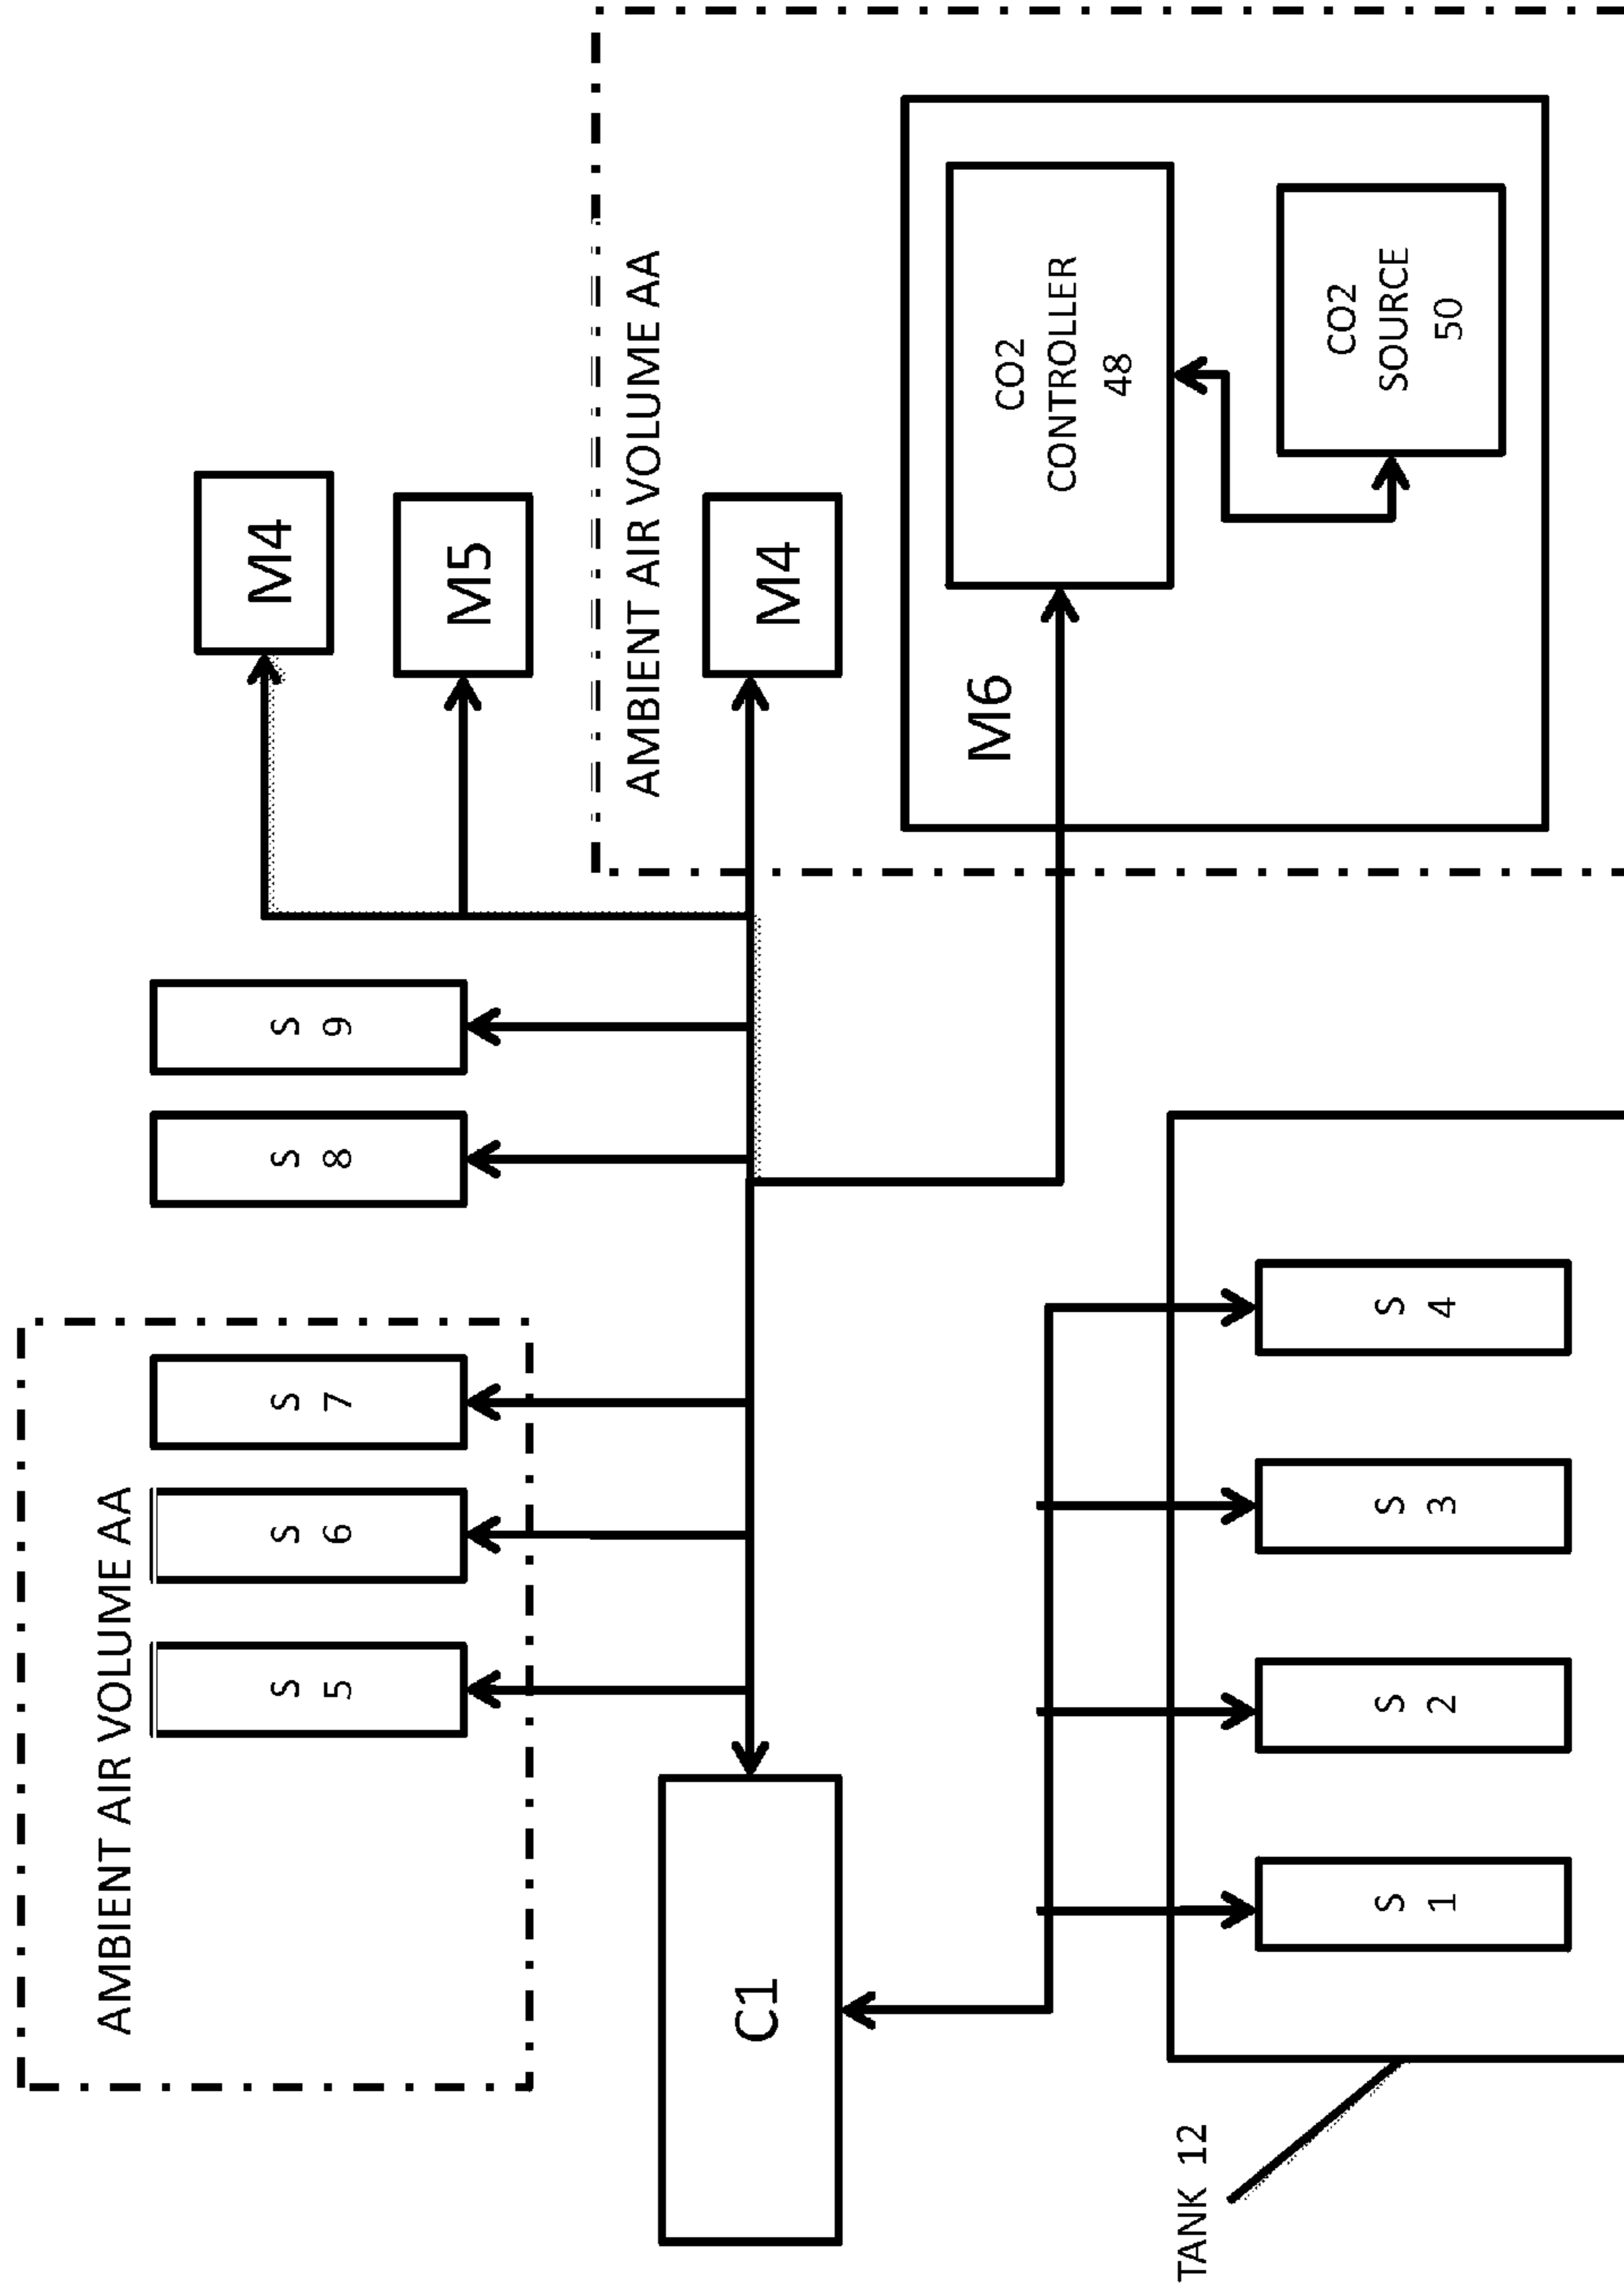 AMBIENT AIR VOLUME AA
S
5
S
6
S
7
S
8
S
9
M4
M5
AMBIENT AIR VOLUME AA
C1
M4
M6
CO2
CONTROLLER
48
TANK 12
S
1
S
2
S
3
S
4
CO2
SOURCE
50